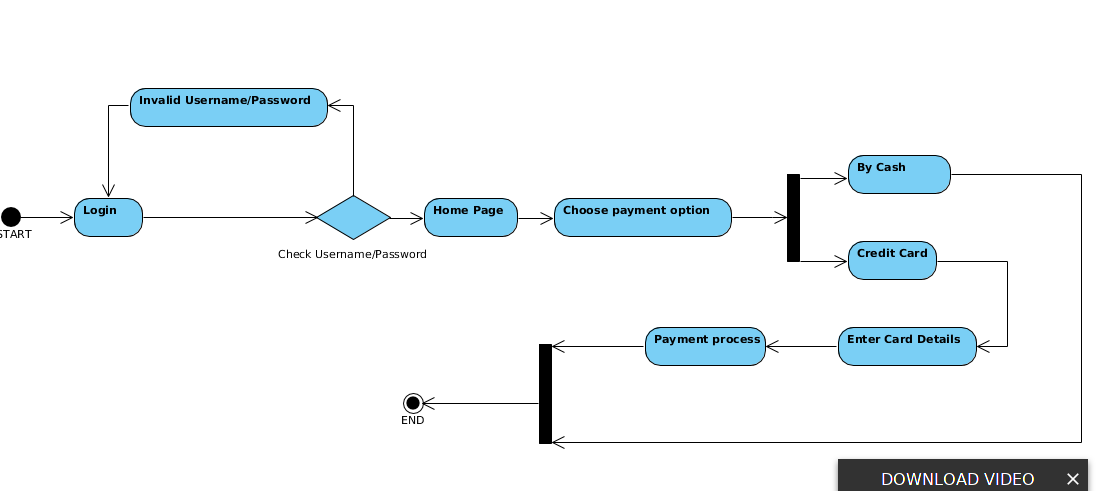 Invalid Username/Password
By Cash
Login
Home Page
Choose payment option
START
Check Username/Password
Credit Card
Payment process
Enter Card Details
END
DOWNLOAD VIDEO